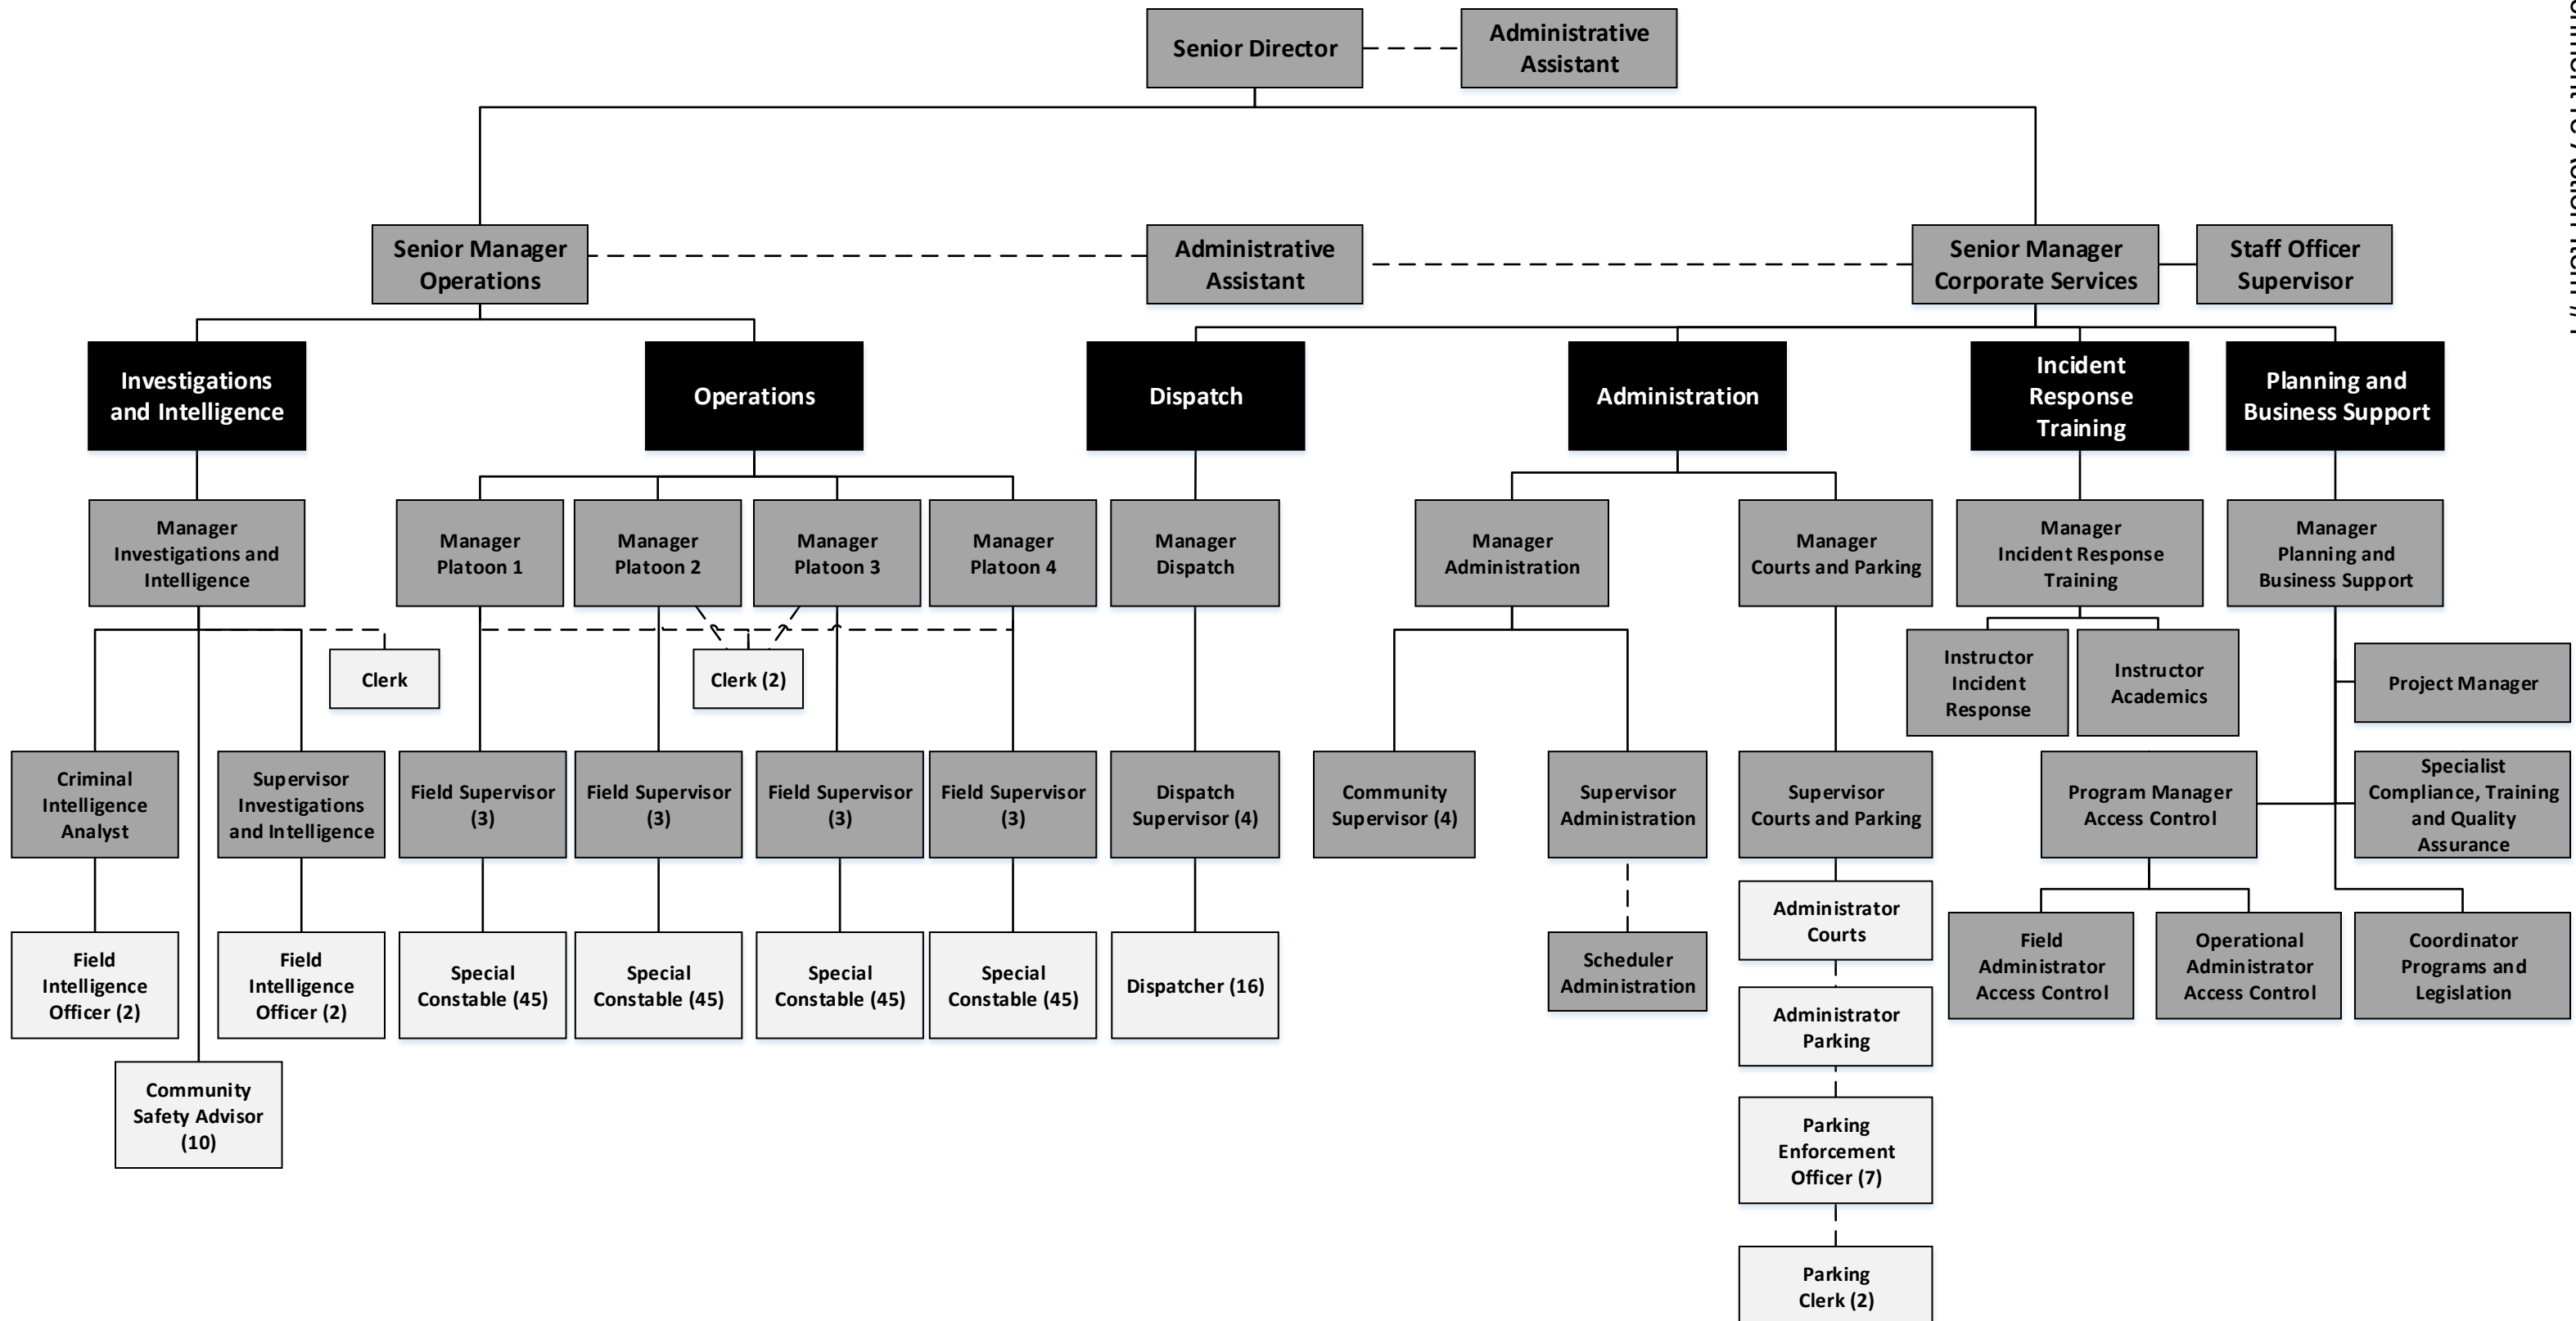 Senior Director
Administrative
Assistant
Senior Manager
Operations
Administrative
Assistant
Senior Manager
Corporate Services
Staff Officer
Supervisor
Investigations
and Intelligence
Operations
Dispatch
Administration
Incident
Response
Training
Planning and
Business Support
Manager
Investigations and
Intelligence
Manager
Platoon 1
Manager
Platoon 2
Manager
Platoon 3
Manager
Platoon 4
Manager
Dispatch
Manager
Administration
Manager
Courts and Parking
Manager
Incident Response
Training
Manager
Planning and
Business Support
Clerk
Clerk (2)
Instructor
Incident
Response
Instructor
Academics
Project Manager
Criminal
Intelligence
Analyst
Supervisor
Investigations
and Intelligence
Field Supervisor
(3)
Field Supervisor
(3)
Field Supervisor
(3)
Field Supervisor
(3)
Dispatch
Supervisor (4)
Community
Supervisor (4)
Supervisor
Administration
Supervisor
Courts and Parking
Program Manager
Access Control
Specialist
Compliance, Training
and Quality
Assurance
Field
Intelligence
Officer (2)
Field
Intelligence
Officer (2)
Special
Constable (45)
Special
Constable (45)
Special
Constable (45)
Special
Constable (45)
Dispatcher (16)
Scheduler
Administration
Administrator
Courts
Field
Administrator
Access Control
Operational
Administrator
Access Control
Coordinator
Programs and
Legislation
Administrator
Parking
Community
Safety Advisor
(10)
Parking
Enforcement
Officer (7)
Parking
Clerk (2)